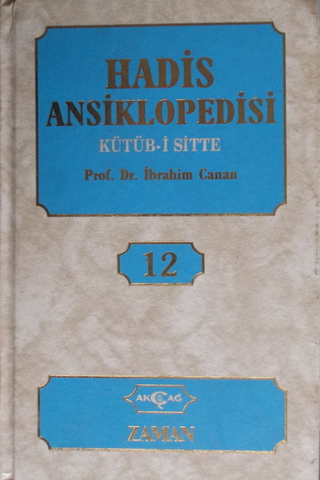 HADİS
ANSİKLOPEDİSİ
KÜTÜB-İ SİTTE
Prof. Dr. İbrahim Canan
12
AKÇAĞ
ZAMAN